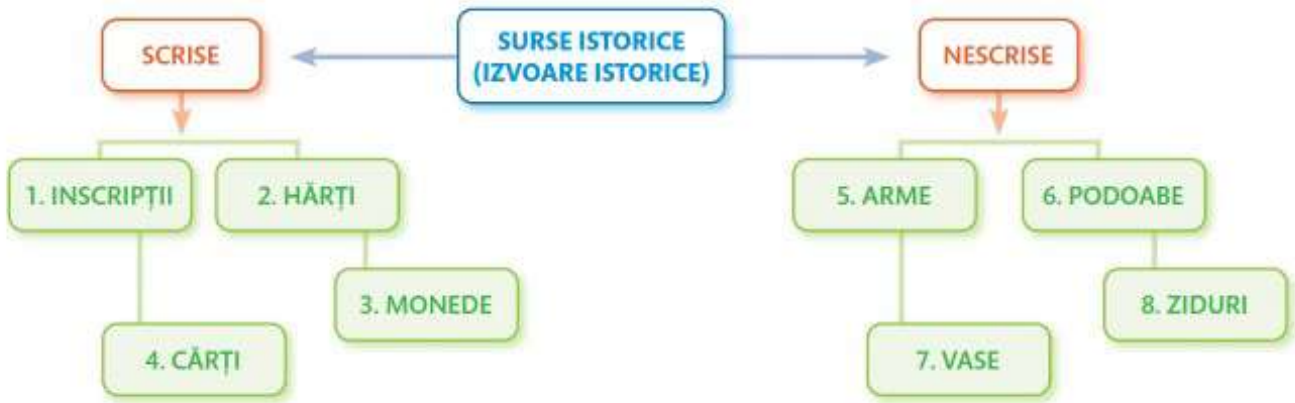 SCRISE
SURSE ISTORICE
(IZVOARE ISTORICE)
NESCRISE
1. INSCRIPȚII
2. HĂRȚI
5. ARME
6. PODOABE
3. MONEDE
8. ZIDURI
4. CĂRȚI
7. VASE